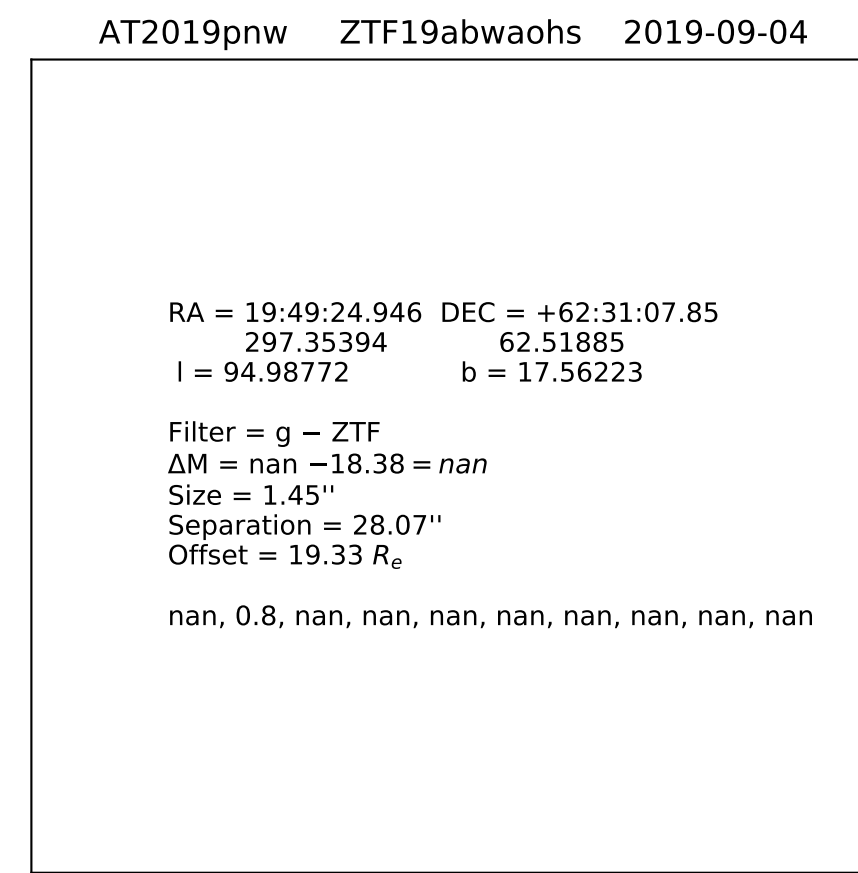 AT2019pnw ZTF19abwaohs 2019-09-04
RA = 19:49:24.946 DEC = +62:31:07.85
297.35394 62.51885
l = 94.98772 b = 17.56223
Filter = g − ZTF
ΔM = nan −18.38 = nan
Size = 1.45''
Separation = 28.07''
Offset = 19.33 Rₑ
nan, 0.8, nan, nan, nan, nan, nan, nan, nan, nan